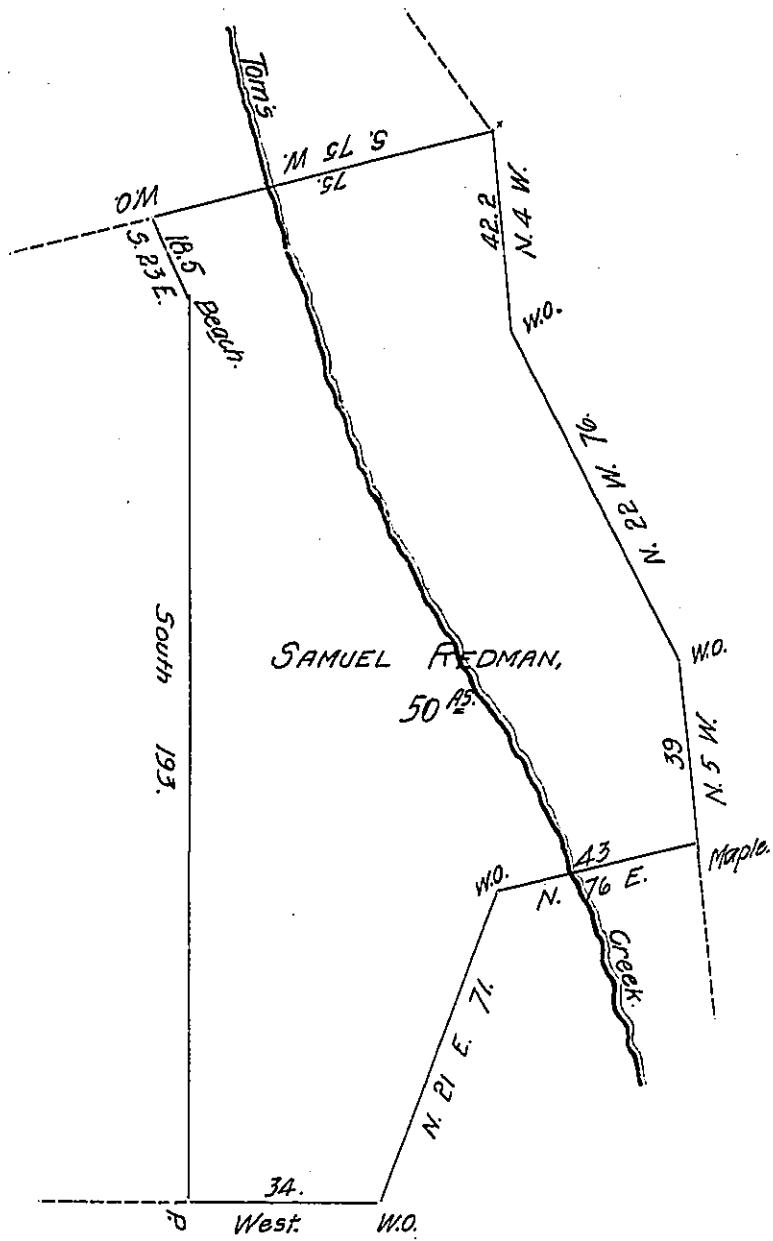 Tom's
S. 75 W.
75.
W.O.
18.5
S. 23 E.
Beach.
42.2
N. 4 W.
W.O.
N. 22 W. 76.
W.O.
South 193.
SAMUEL REDMAN,
50 AS.
39
N. 5 W.
43
N. 76 E.
Maple.
W.O.
Creek.
N. 21 E. 71.
34.
P. West. W.O.